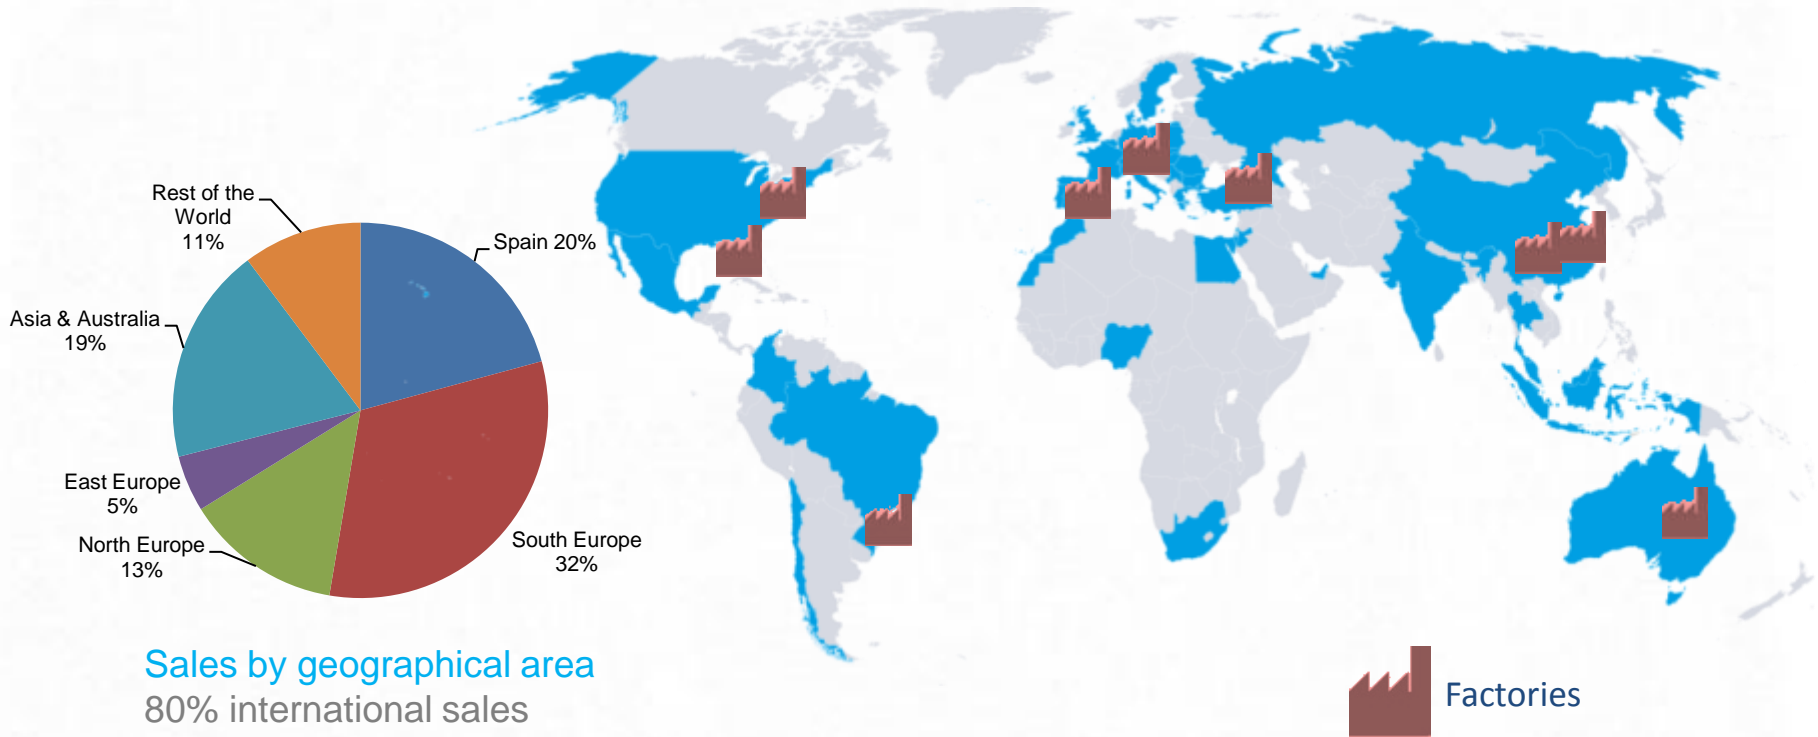 Rest of the
World
11%
Spain 20%
Asia & Australia
19%
East Europe
5%
North Europe
13%
South Europe
32%
Sales by geographical area
80% international sales
Factories